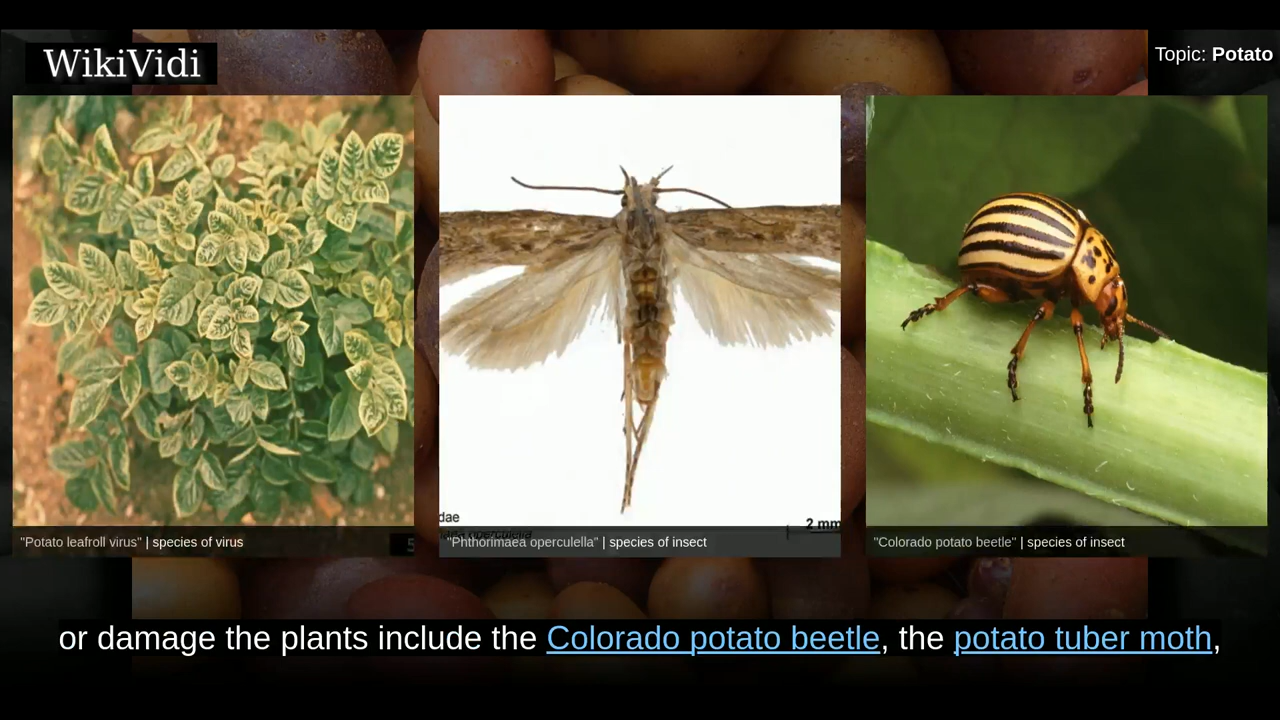 WikiVidi
Topic: Potato
dae
2 mm
"Potato leafroll virus" | species of virus
5
"Phthorimaea operculella" | species of insect
"Colorado potato beetle" | species of insect
or damage the plants include the Colorado potato beetle, the potato tuber moth,